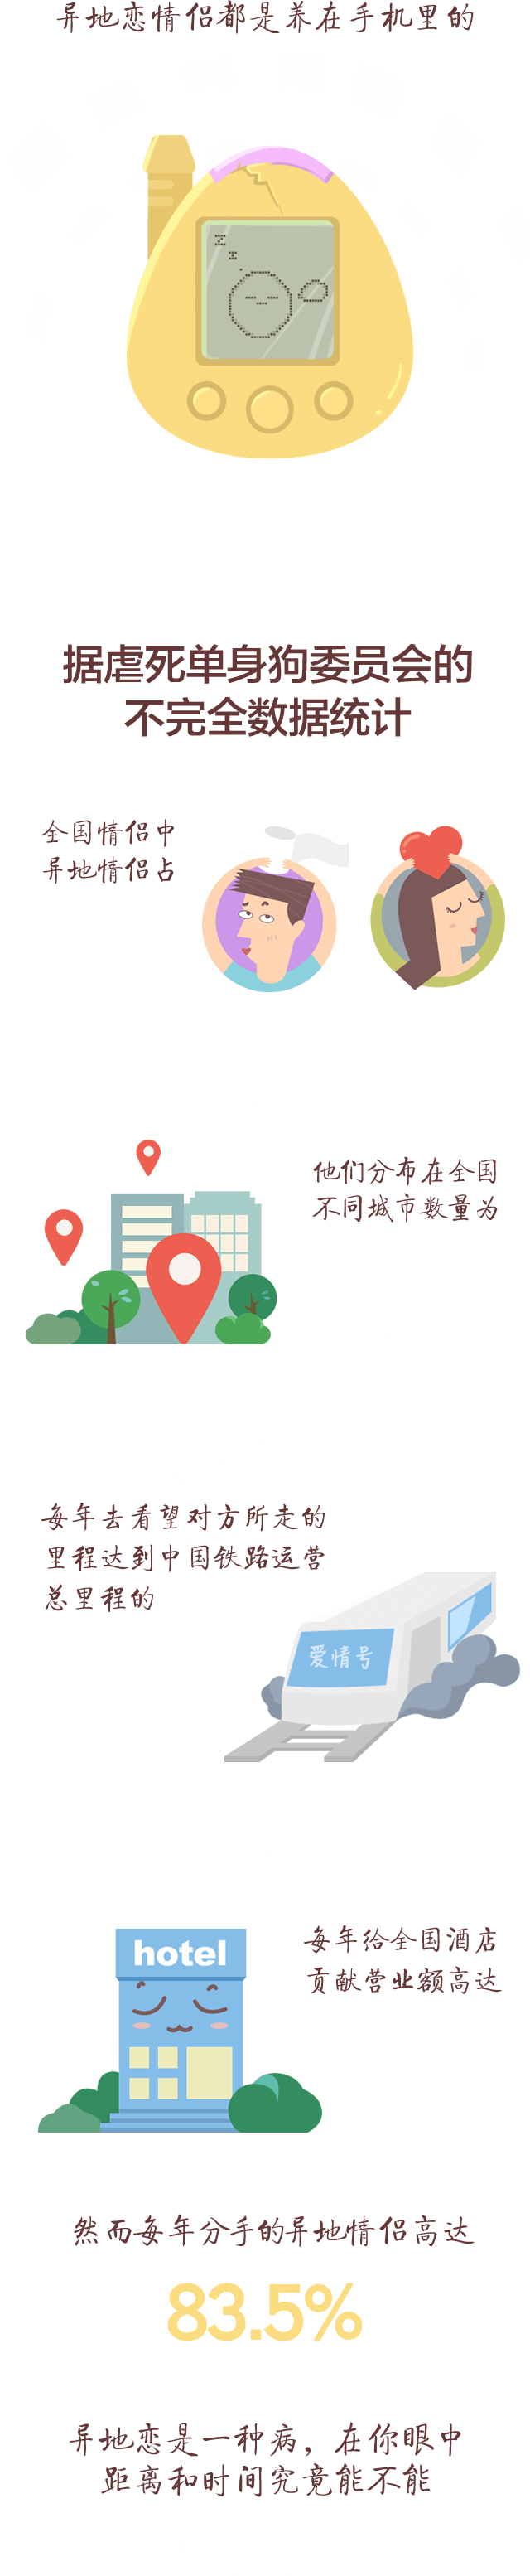 异地恋情侣都是养在手机里的
Z
Z
据虐死单身狗委员会的
不完全数据统计
全国情侣中
异地情侣占
他们分布在全国
不同城市数量为
每年去看望对方所走的
里程达到中国铁路运营
总里程的
爱情号
hotel
每年给全国酒店
贡献营业额高达
然而每年分手的异地情侣高达
83.5%
异地恋是一种病，在你眼中
距离和时间究竟能不能